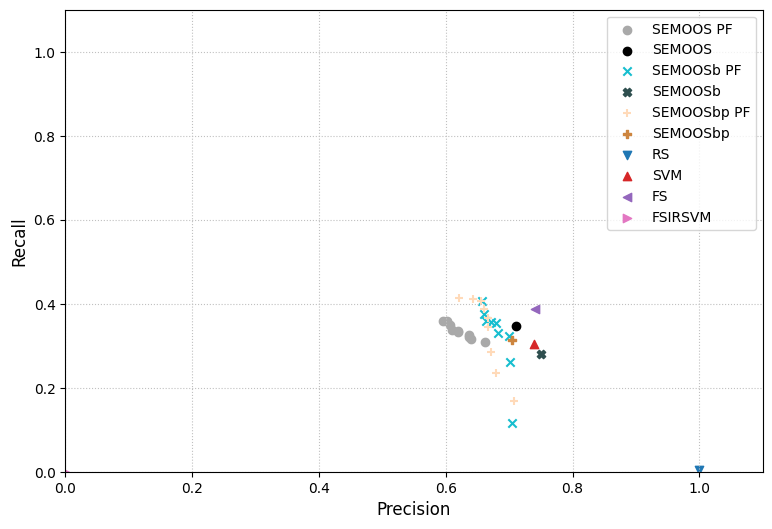 SEMOOS PF
SEMOOS
SEMOOSb PF
SEMOOSb
SEMOOSbp PF
SEMOOSbp
RS
SVM
FS
FSIRSVM
Recall
1.0
0.8
0.6
0.4
0.2
0.0
0.0 0.2 0.4 0.6 0.8 1.0
Precision